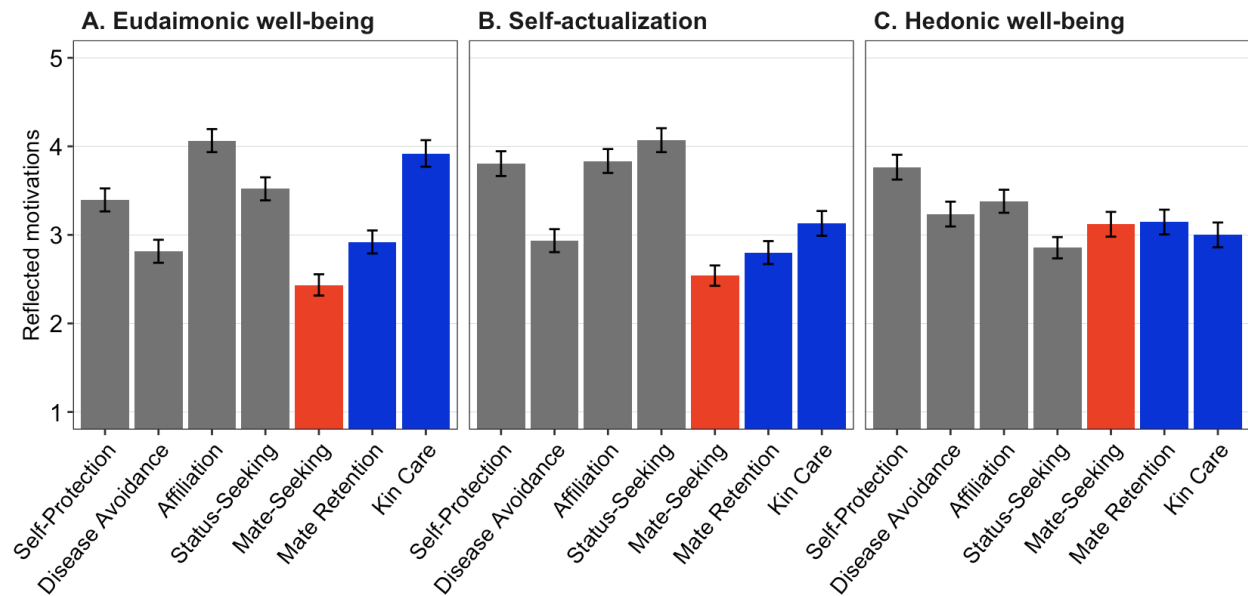 A. Eudaimonic well-being
B. Self-actualization
C. Hedonic well-being
Reflected motivations
5
4
3
2
1
Self-Protection
Disease Avoidance
Affiliation
Status-Seeking
Mate-Seeking
Mate Retention
Kin Care
Self-Protection
Disease Avoidance
Affiliation
Status-Seeking
Mate-Seeking
Mate Retention
Kin Care
Self-Protection
Disease Avoidance
Affiliation
Status-Seeking
Mate-Seeking
Mate Retention
Kin Care